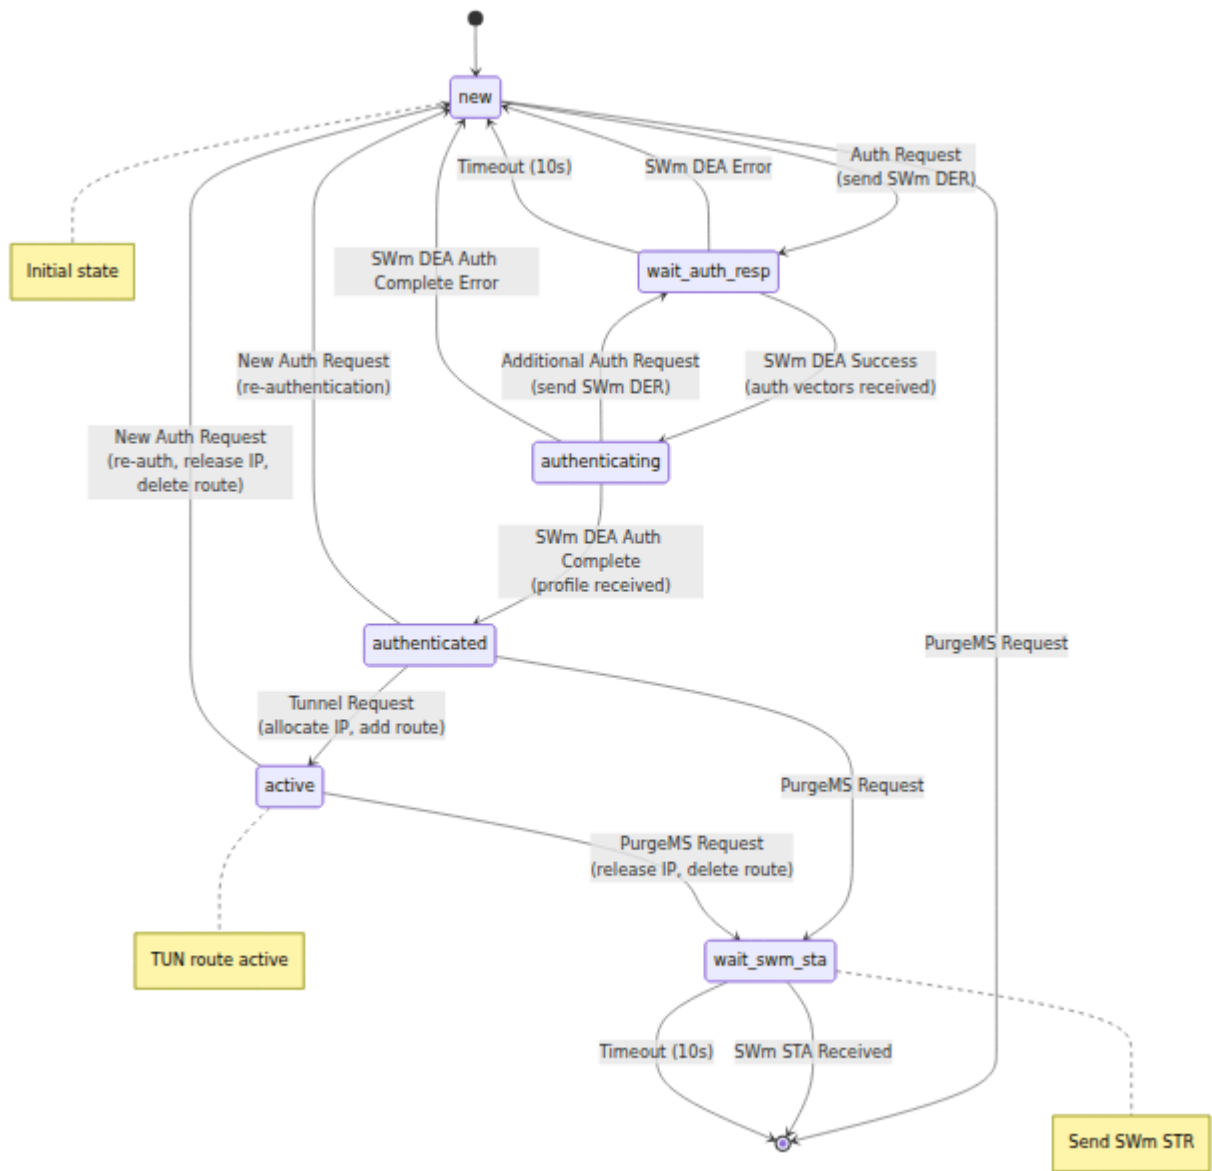 new
Timeout (10s)
SWm DEA Error
Auth Request
(send SWm DER)
Initial state
SWm DEA Auth
Complete Error
wait_auth_resp
New Auth Request
(re-authentication)
Additional Auth Request
(send SWm DER)
SWm DEA Success
(auth vectors received)
New Auth Request
(re-auth, release IP,
delete route)
authenticating
SWm DEA Auth
Complete
(profile received)
authenticated
PurgeMS Request
Tunnel Request
(allocate IP, add route)
active
PurgeMS Request
PurgeMS Request
(release IP, delete route)
TUN route active
wait_swm_sta
Timeout (10s)
SWm STA Received
Send SWm STR